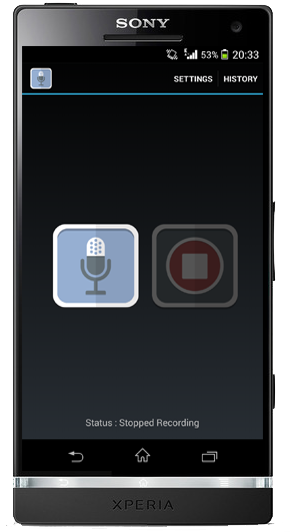 SONY
53% 20:33
SETTINGS HISTORY
Status : Stopped Recording
XPERIA